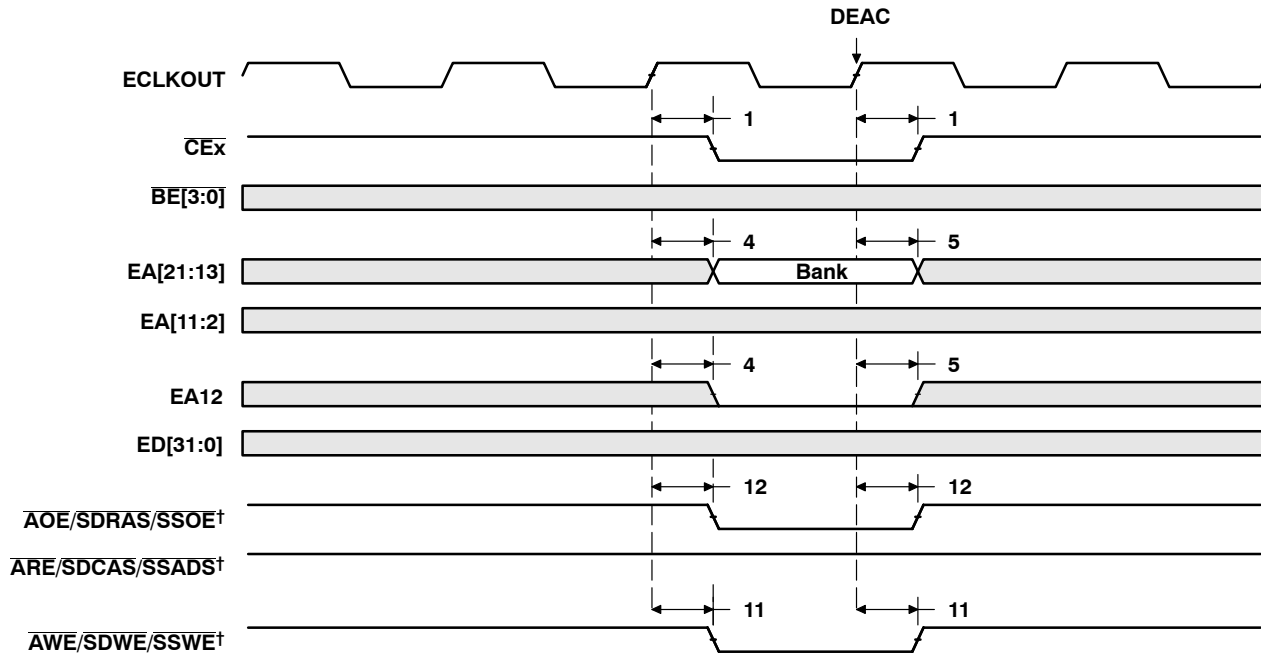 DEAC
ECLKOUT
1 1
CEx
BE[3:0]
4 5
EA[21:13] Bank
EA[11:2]
4 5
EA12
ED[31:0]
12 12
AOE/SDRAS/SSOE†
ARE/SDCAS/SSADS†
11 11
AWE/SDWE/SSWE†